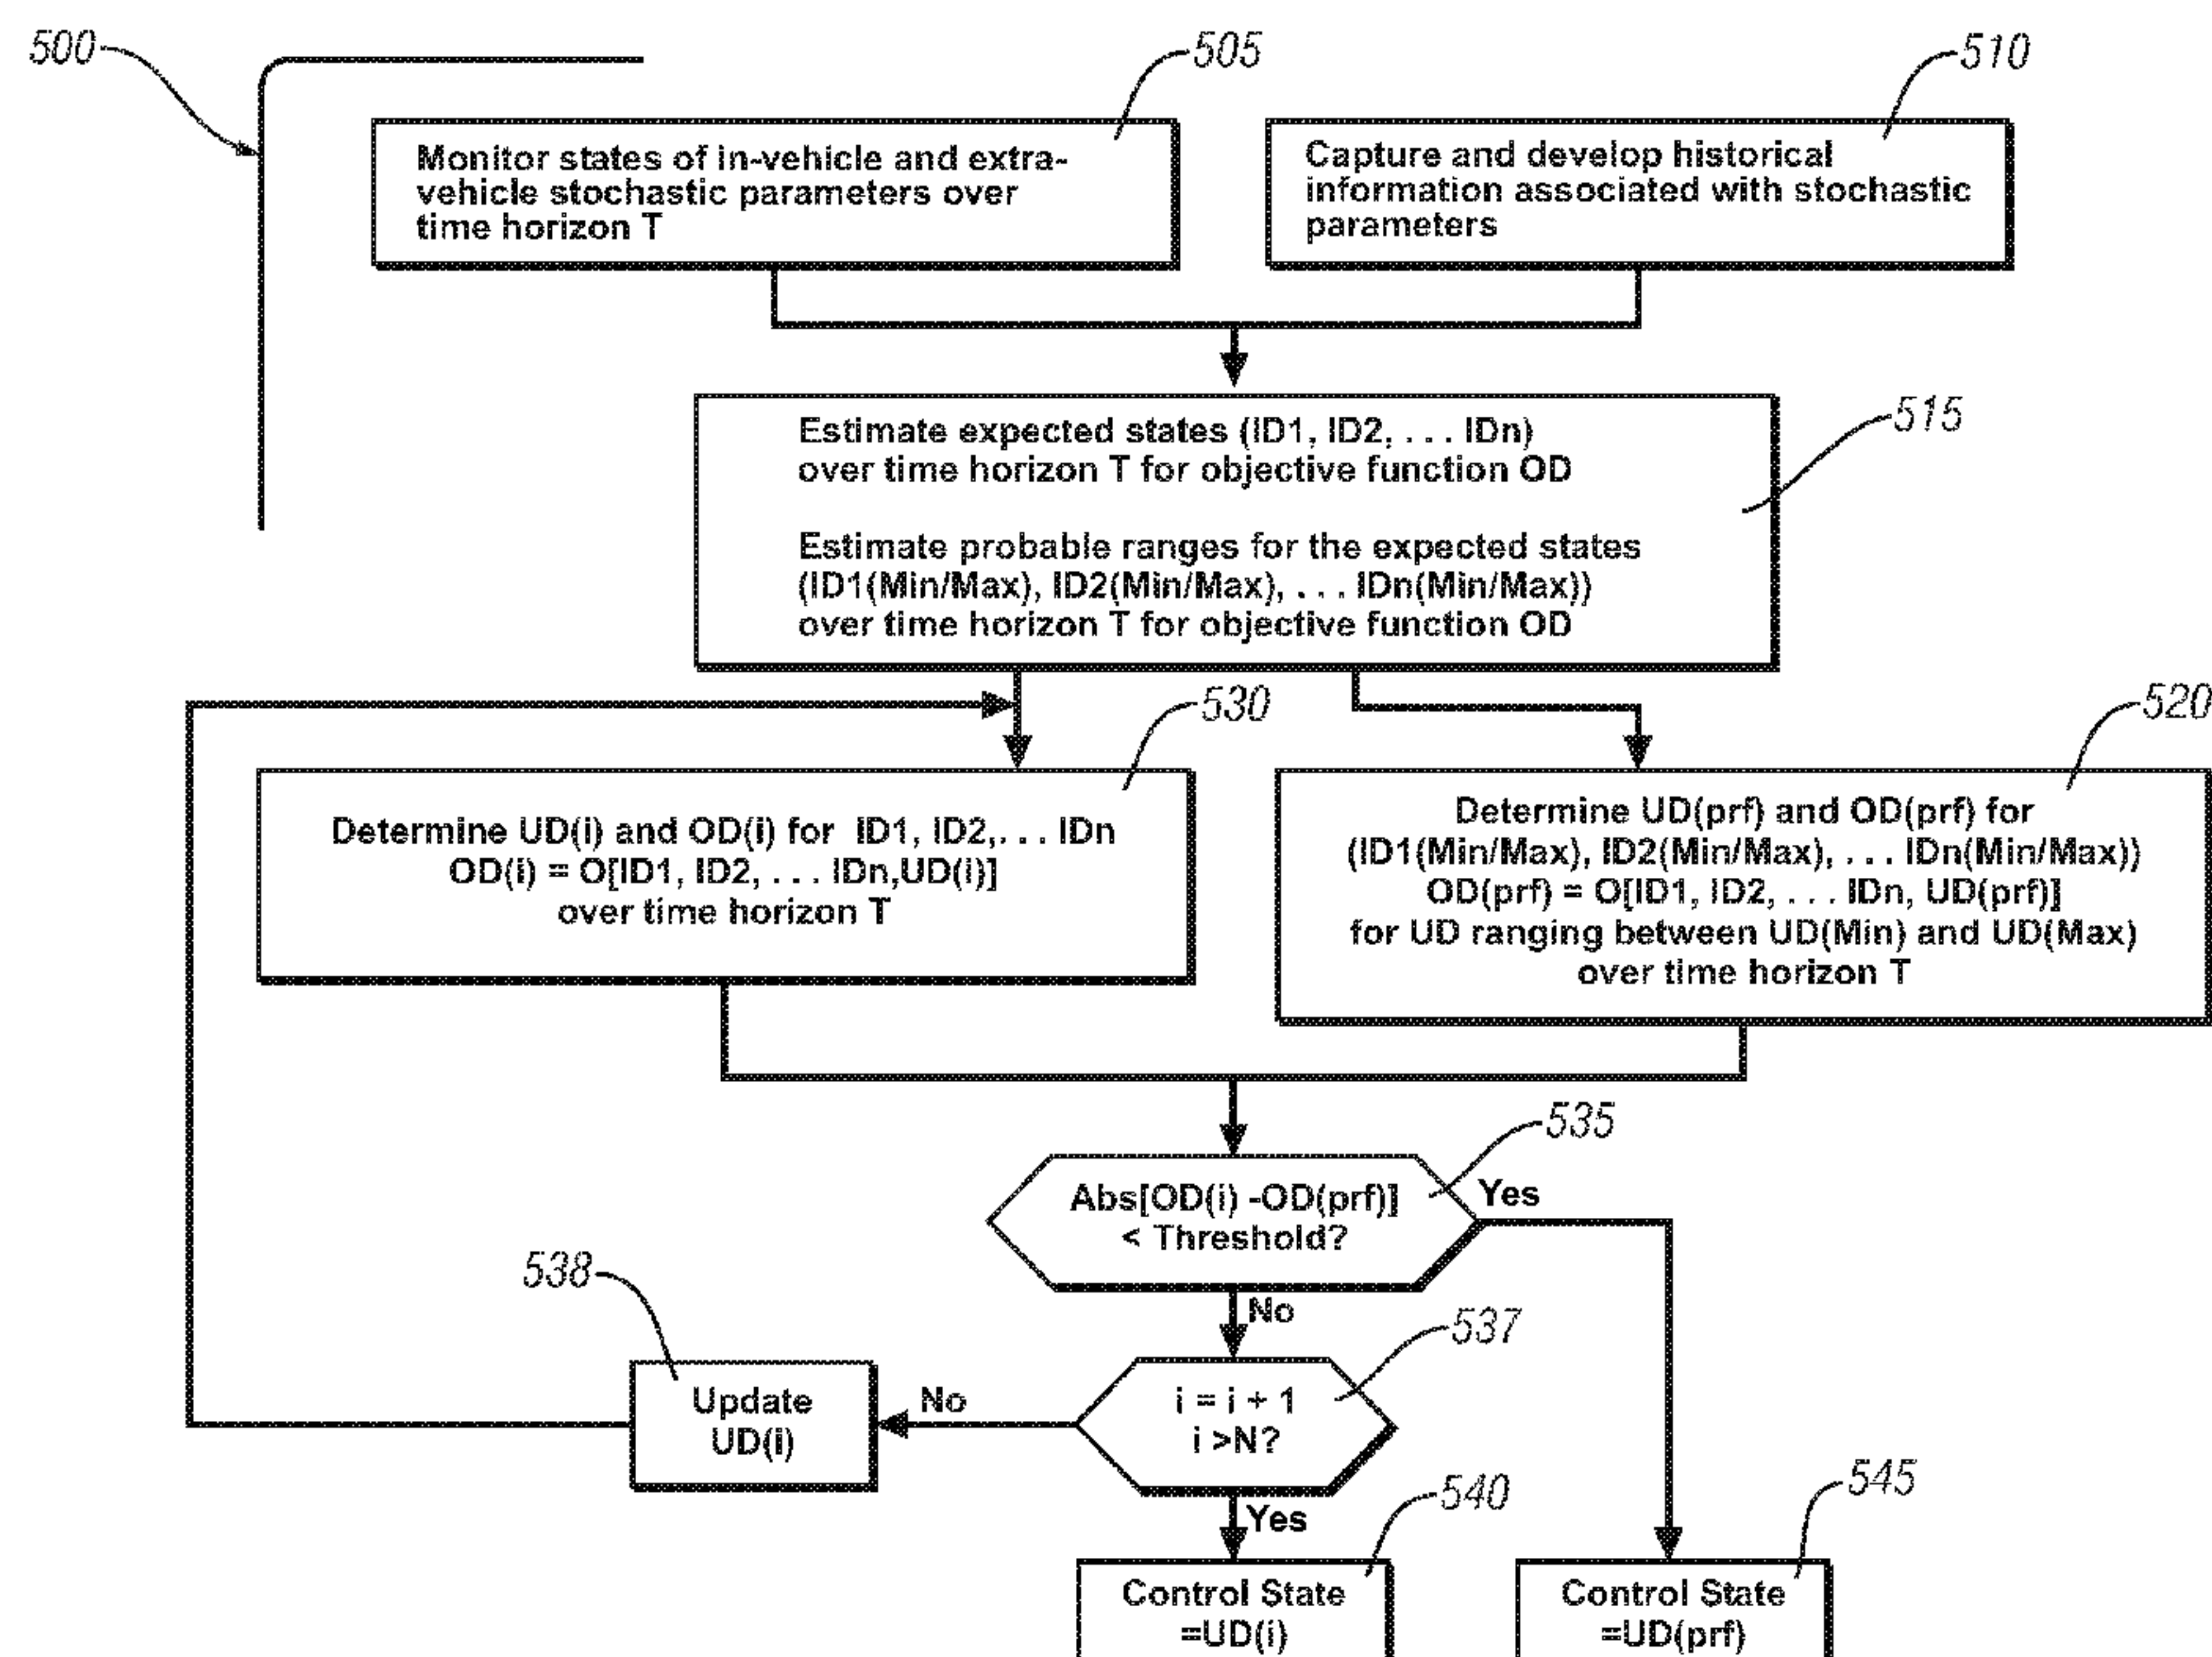 500
505
510
Monitor states of in-vehicle and extra-
vehicle stochastic parameters over
time horizon T
Capture and develop historical
information associated with stochastic
parameters
515
Estimate expected states (ID1, ID2, . . . IDn)
over time horizon T for objective function OD
Estimate probable ranges for the expected states
(ID1(Min/Max), ID2(Min/Max), . . . IDn(Min/Max))
over time horizon T for objective function OD
530
520
Determine UD(i) and OD(i) for ID1, ID2,. . . IDn
OD(i) = O[ID1, ID2, . . . IDn,UD(i)]
over time horizon T
Determine UD(prf) and OD(prf) for
(ID1(Min/Max), ID2(Min/Max), . . . IDn(Min/Max))
OD(prf) = O[ID1, ID2, . . . IDn, UD(prf)]
for UD ranging between UD(Min) and UD(Max)
over time horizon T
535
Abs[OD(i) -OD(prf)]
< Threshold?
Yes
No
538
537
Update
UD(i)
No
i = i + 1
i >N?
Yes
540
545
Control State
=UD(i)
Control State
=UD(prf)